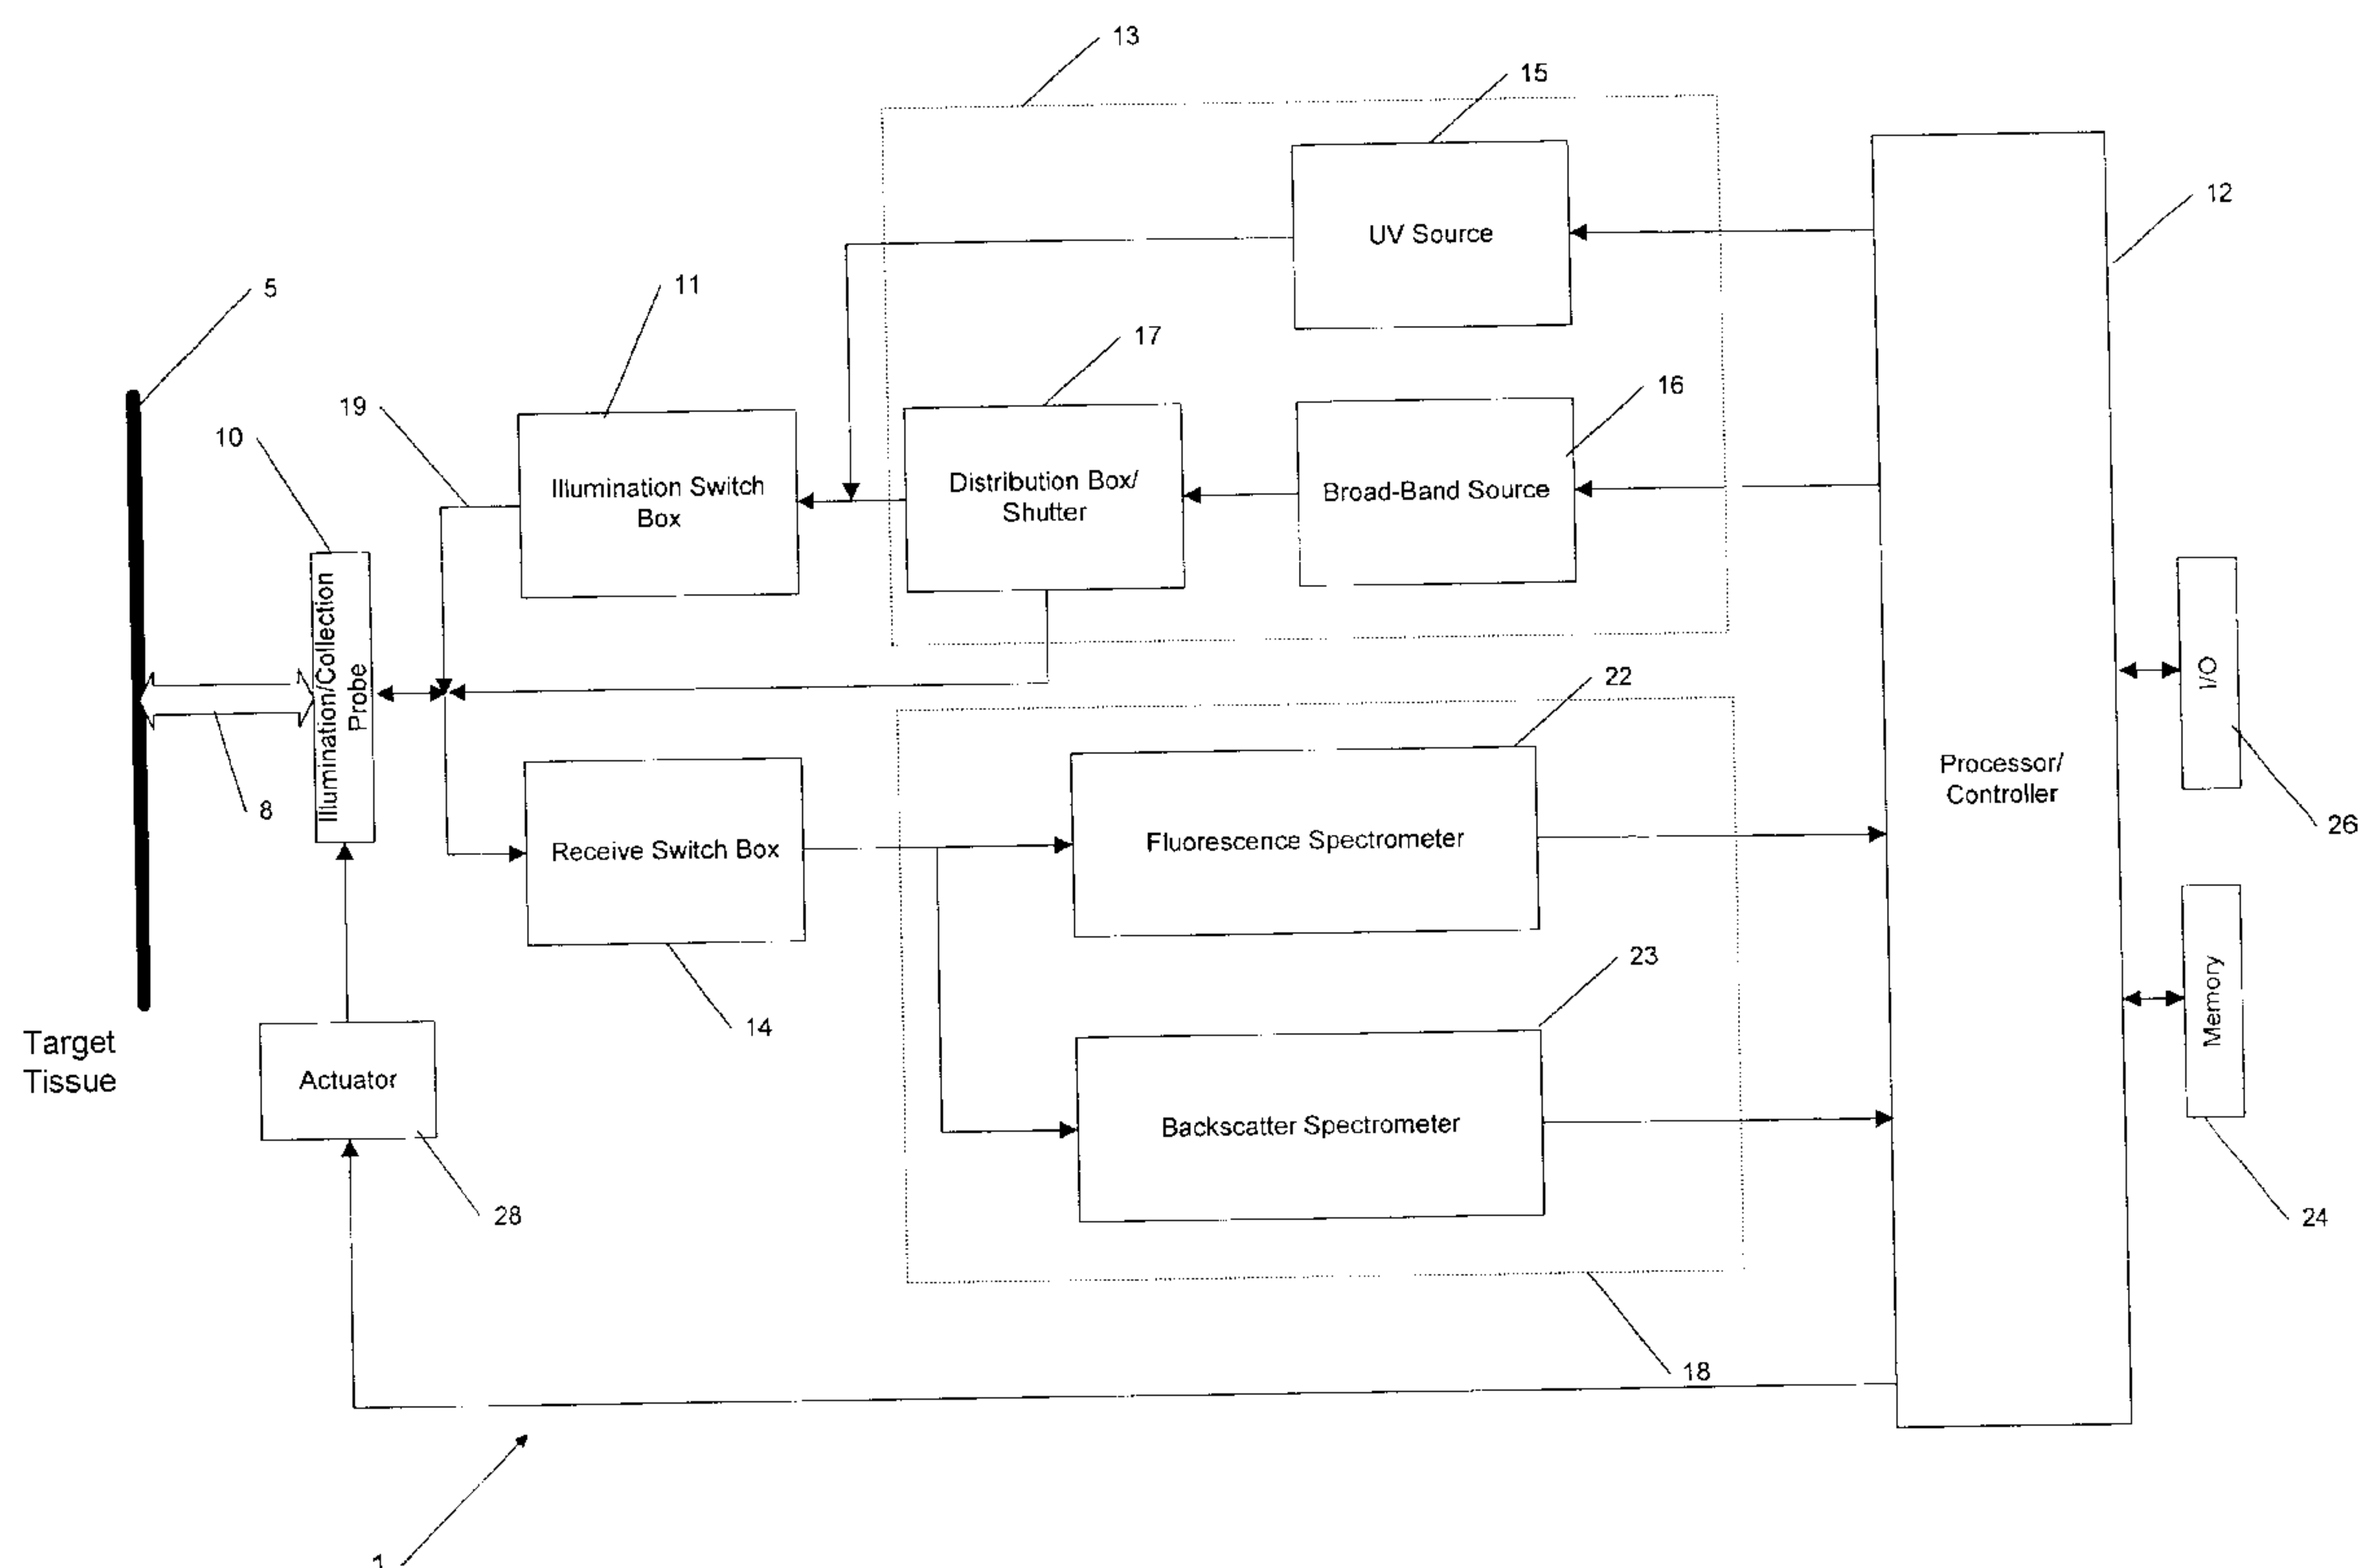 13
15
12
UV Source
5
11
17
16
19
10
Illumination Switch
Box
Distribution Box/
Shutter
Broad-Band Source
Illumination/Collection
Probe
I/O
22
8
Processor/
Controller
26
Receive Switch Box
Fluorescence Spectrometer
23
14
Memory
Target
Tissue
Actuator
Backscatter Spectrometer
28
24
18
1